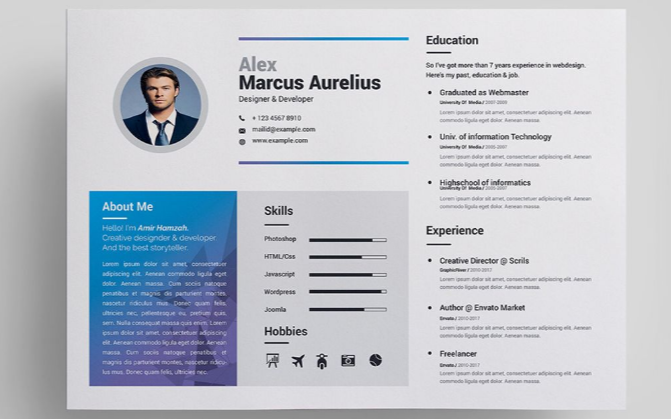 Alex
Marcus Aurelius
Designer & Developer
+ 123 4567 8910
mailid@example.com
www.example.com
About Me
Hello! I'm Amir Hamzah.
Creative designder & developer
And the best storyteller.
Lorem ipsum dolor sit amet, consectetuer
adipiscing elit. Aenean commodo ligula eget
dolor. Aenean massa. Cum sociis natoque
penatibus et magnis dis parturient montes,
nascetur ridiculus mus. Donec quam felis,
ultricies nec, pellentesque eu, pretium quis, sem.
Nulla consequat massa quis enim.
dolor sit amet, consectetuer adipiscing elit.
Aenean commodo ligula eget dolor. Aenean
massa. Cum sociis natoque penatibus et
magnis dis parturient montes, nascetur ridiculus
mus. Donec quam felis, ultricies nec.
Skills
Photoshop
HTML/Css
Javascript
Wordpress
Joomla
Hobbies
Education
So I've got more than 7 years experience in webdesign.
Here's my past, education & job.
Graduated as Webmaster
University Of Media / 2007-2009
Lorem ipsum dolor sit amet, consectetuer adipiscing elit. Aenean
commodo ligula eget dolor. Aenean massa.
Univ. of information Technology
University Of Media / 2005-2007
Lorem ipsum dolor sit amet, consectetuer adipiscing elit. Aenean
commodo ligula eget dolor. Aenean massa.
Highschool of informatics
University Of Media / 2005-2007
Lorem ipsum dolor sit amet, consectetuer adipiscing elit. Aenean
commodo ligula eget dolor. Aenean massa.
Experience
Creative Director @ Scrils
GraphicRiver / 2010-2017
Lorem ipsum dolor sit amet, consectetuer adipiscing elit. Aenean
commodo ligula eget dolor. Aenean massa.
Author @ Envato Market
Envato / 2010-2017
Lorem ipsum dolor sit amet, consectetuer adipiscing elit. Aenean
commodo ligula eget dolor. Aenean massa.
Freelancer
Envato / 2010-2017
Lorem ipsum dolor sit amet, consectetuer adipiscing elit. Aenean
commodo ligula eget dolor. Aenean massa.